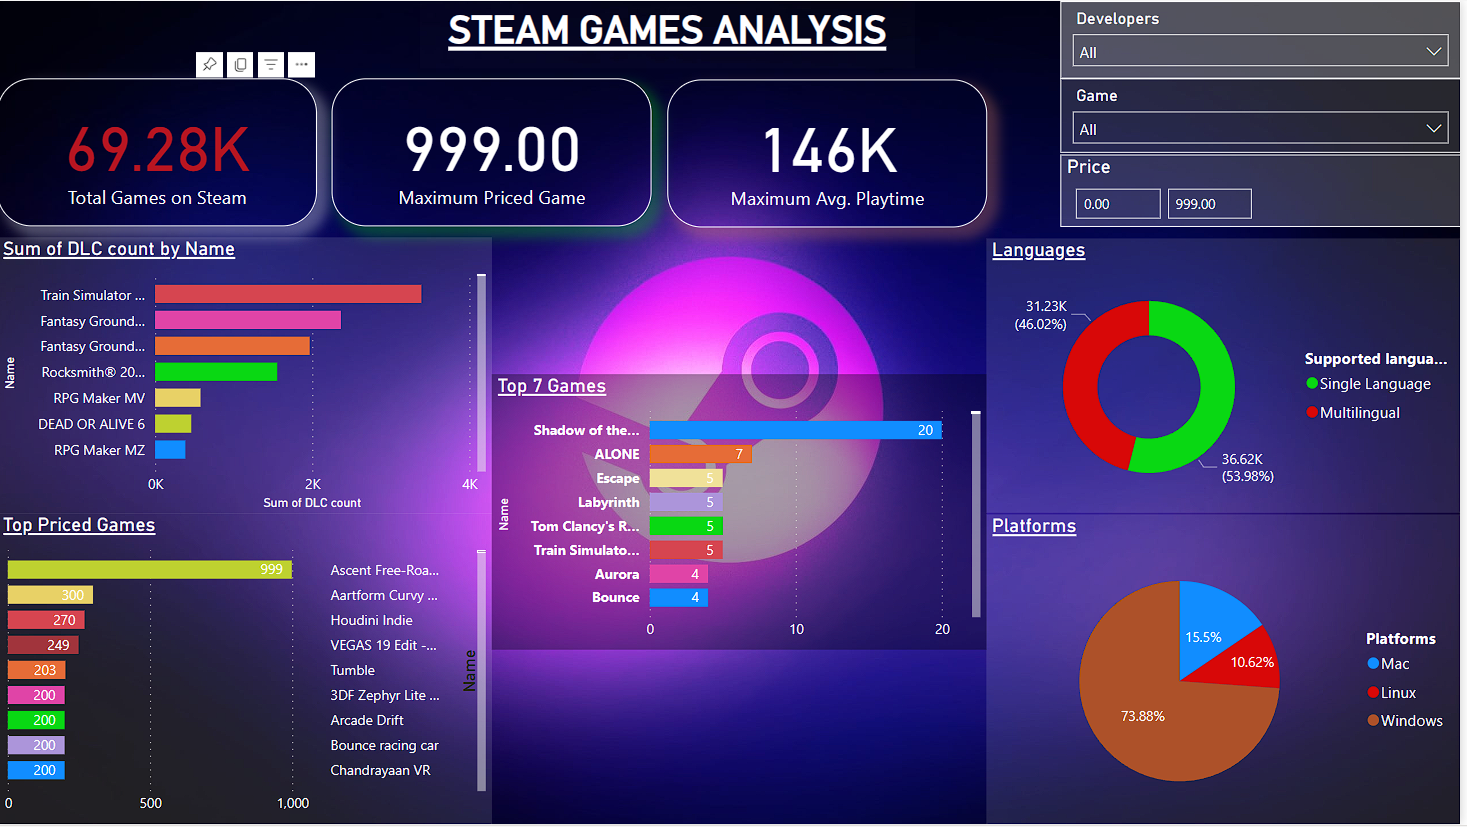 STEAM GAMES ANALYSIS
Developers
All
Game
All
Price
0.00
999.00
69.28K
Total Games on Steam
999.00
Maximum Priced Game
146K
Maximum Avg. Playtime
Sum of DLC count by Name
Name
Train Simulator ...
Fantasy Ground...
Fantasy Ground...
Rocksmith® 20...
RPG Maker MV
DEAD OR ALIVE 6
RPG Maker MZ
0K 2K 4K
Sum of DLC count
Top Priced Games
999 Ascent Free-Roa...
300 Aartform Curvy ...
270 Houdini Indie
249 VEGAS 19 Edit -...
203 Tumble
200 3DF Zephyr Lite ...
200 Arcade Drift
200 Bounce racing car
200 Chandrayaan VR
Name
0 500 1,000
Top 7 Games
Name
Shadow of the... 20
ALONE 7
Escape 5
Labyrinth 5
Tom Clancy's R... 5
Train Simulato... 5
Aurora 4
Bounce 4
0 10 20
Languages
31.23K
(46.02%)
36.62K
(53.98%)
Supported langua...
Single Language
Multilingual
Platforms
15.5%
10.62%
73.88%
Platforms
Mac
Linux
Windows